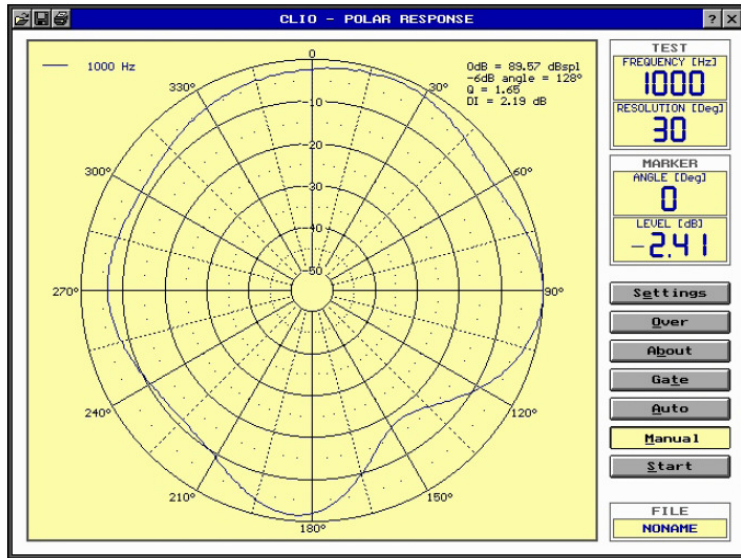 CLIO - POLAR RESPONSE
? ×
1000 Hz
0dB = 89.57 dBspl
-6dB angle = 128°
Q = 1.65
DI = 2.19 dB
0
330°
30°
-10
-20
300°
60°
-30
-40
-50
270°
90°
240°
120°
210°
150°
180°
TEST
FREQUENCY [Hz]
1000
RESOLUTION [Deg]
30
MARKER
ANGLE [Deg]
0
LEVEL [dB]
-2.41
Settings
Over
About
Gate
Auto
Manual
Start
FILE
NONAME